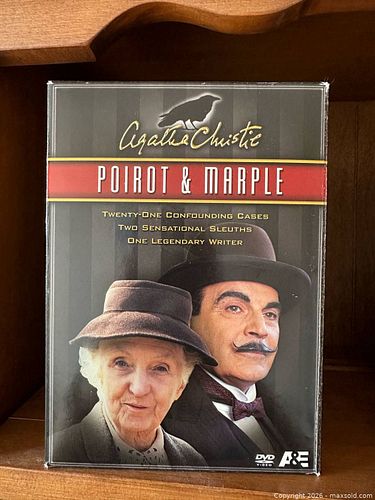 Agatha Christie
POIROT & MARPLE
TWENTY-ONE CONFOUNDING CASES
TWO SENSATIONAL SLEUTHS
ONE LEGENDARY WRITER
DVD
VIDEO
A&E
Copyright 2026 - maxsold.com